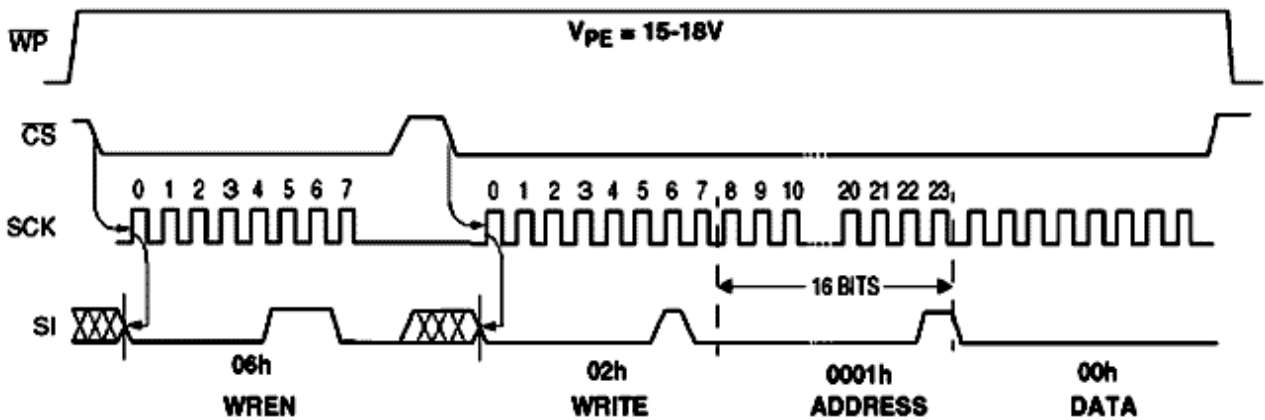 WP
V_PE = 15-18V
CS
0 1 2 3 4 5 6 7 0 1 2 3 4 5 6 7 8 9 10 20 21 22 23
SCK
16 BITS
SI
06h 02h 0001h 00h
WREN WRITE ADDRESS DATA